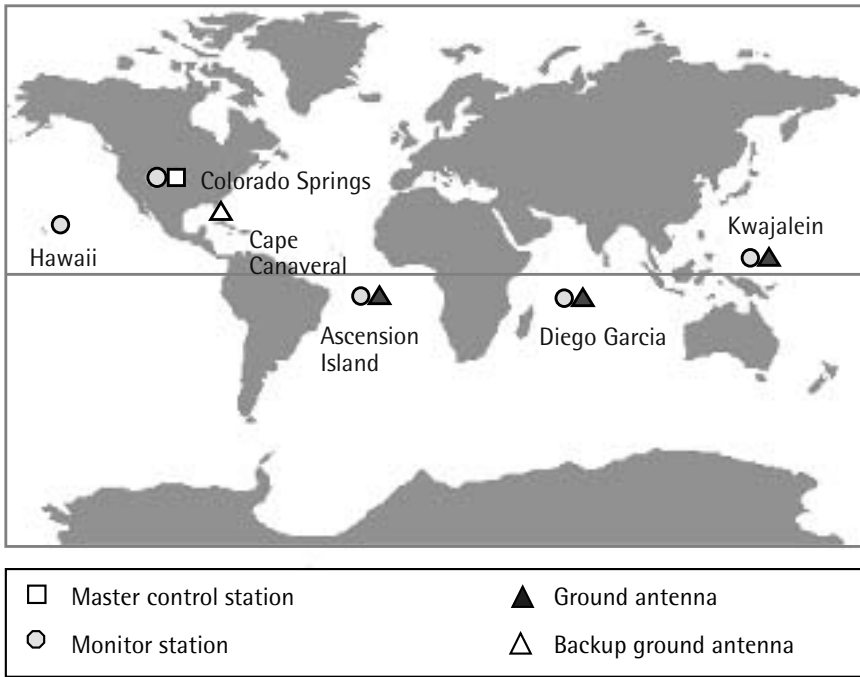 Colorado Springs
Kwajalein
Hawaii
Cape
Canaveral
Ascension
Island
Diego Garcia
Master control station
Ground antenna
Monitor station
Backup ground antenna